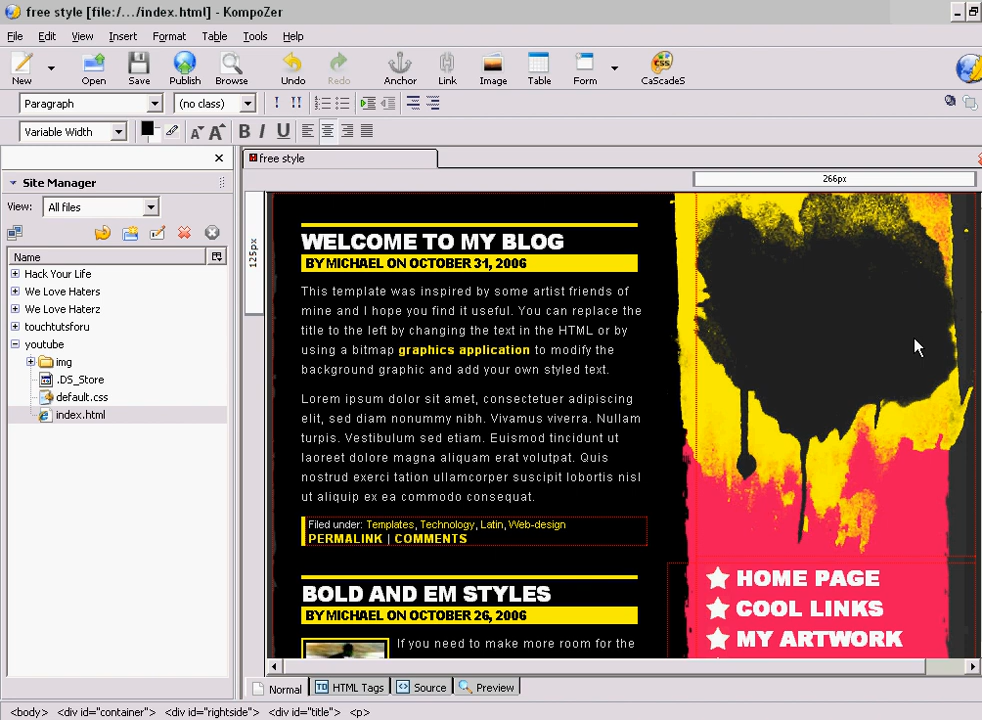 free style [file:/.../index.html] - KompoZer
File Edit View Insert Format Table Tools Help
New Open Save Publish Browse Undo Redo Anchor Link Image Table Form CaScadeS
Paragraph (no class)
Variable Width
free style
Site Manager
266px
View: All files
125px
Name
Hack Your Life
We Love Haters
We Love Haterz
touchtutsforu
youtube
img
.DS_Store
default.css
index.html
WELCOME TO MY BLOG
BY MICHAEL ON OCTOBER 31, 2006
This template was inspired by some artist friends of
mine and I hope you find it useful. You can replace the
title to the left by changing the text in the HTML or by
using a bitmap graphics application to modify the
background graphic and add your own styled text.
Lorem ipsum dolor sit amet, consectetuer adipiscing
elit, sed diam nonummy nibh. Vivamus viverra. Nullam
turpis. Vestibulum sed etiam. Euismod tincidunt ut
laoreet dolore magna aliquam erat volutpat. Quis
nostrud exerci tation ullamcorper suscipit lobortis nisl
ut aliquip ex ea commodo consequat.
Filed under: Templates, Technology, Latin, Web-design
PERMALINK | COMMENTS
BOLD AND EM STYLES
BY MICHAEL ON OCTOBER 26, 2006
If you need to make more room for the
HOME PAGE
COOL LINKS
MY ARTWORK
Normal HTML Tags Source Preview
<body> <div id="container"> <div id="rightside"> <div id="title"> <p>